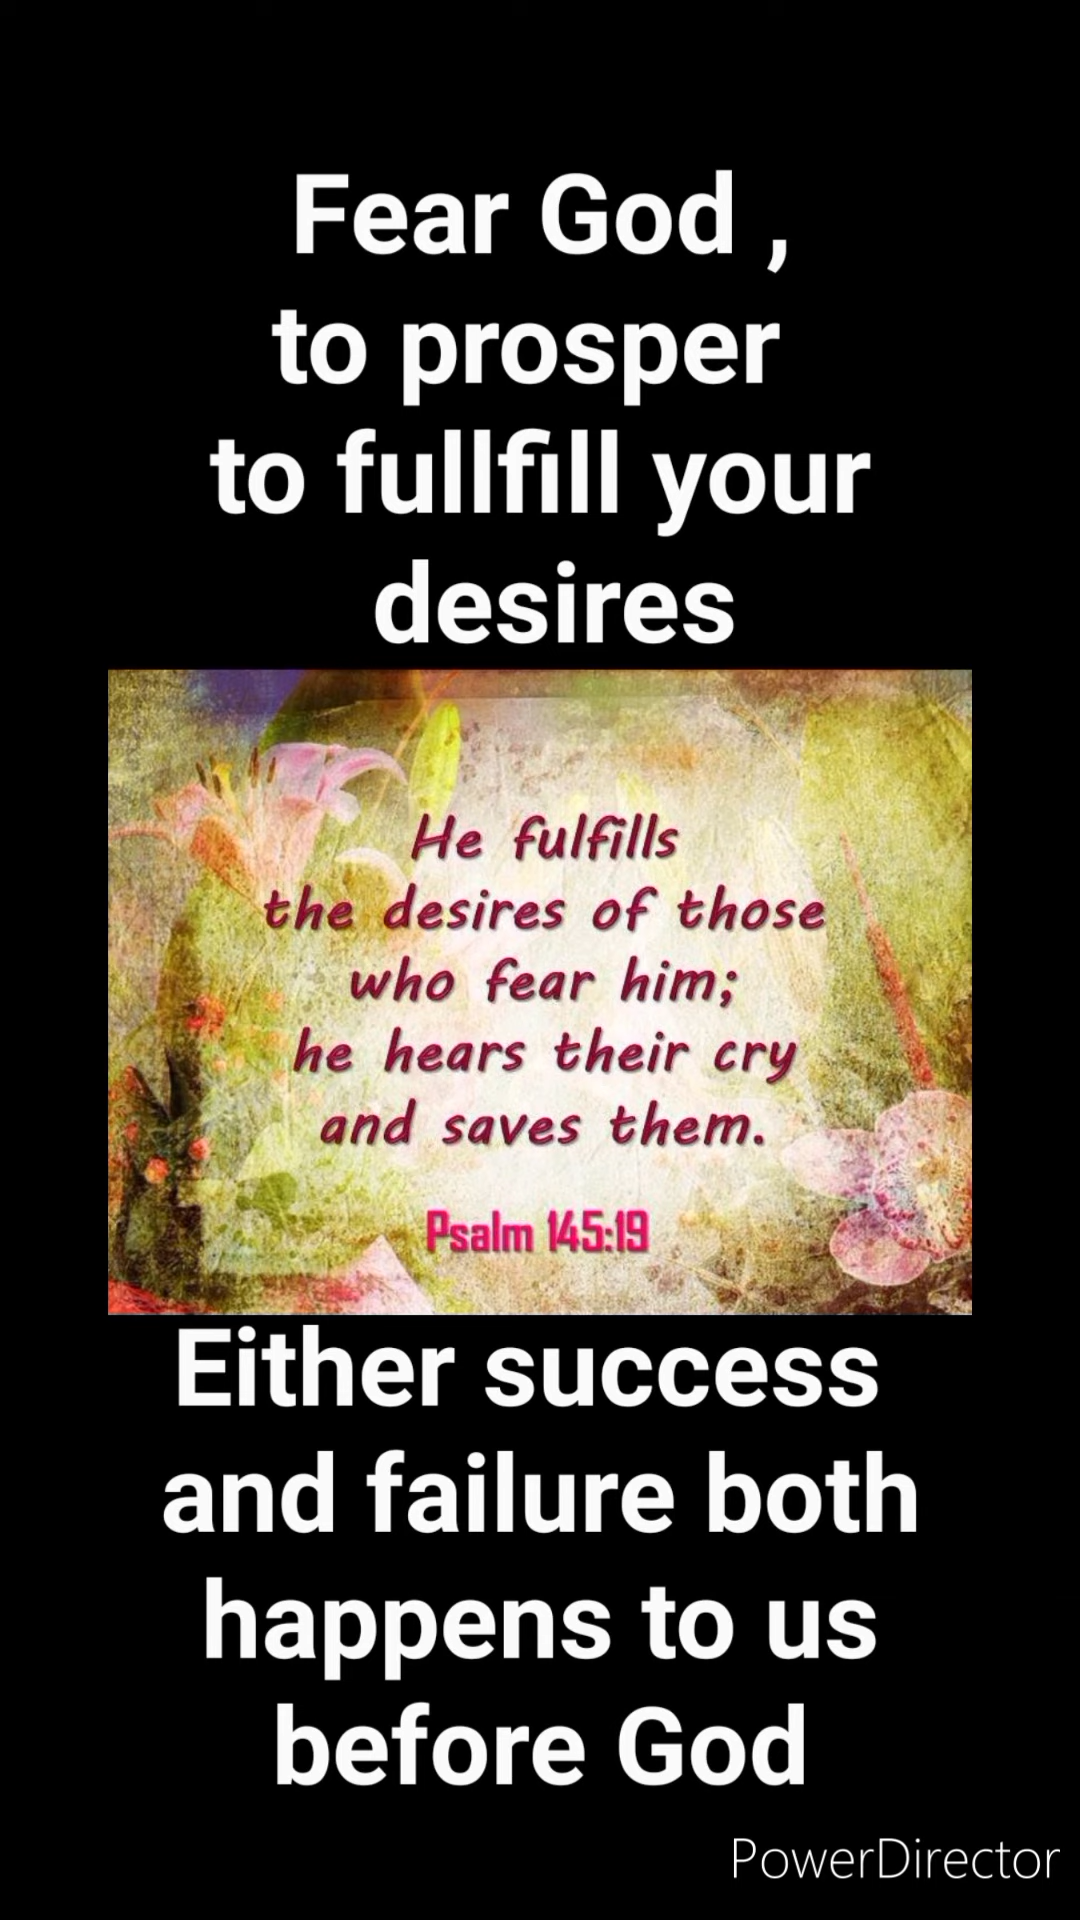 Fear God ,
to prosper
to fullfill your
desires
He fulfills
the desires of those
who fear him;
he hears their cry
and saves them.
Psalm 145:19
Either success
and failure both
happens to us
before God
PowerDirector